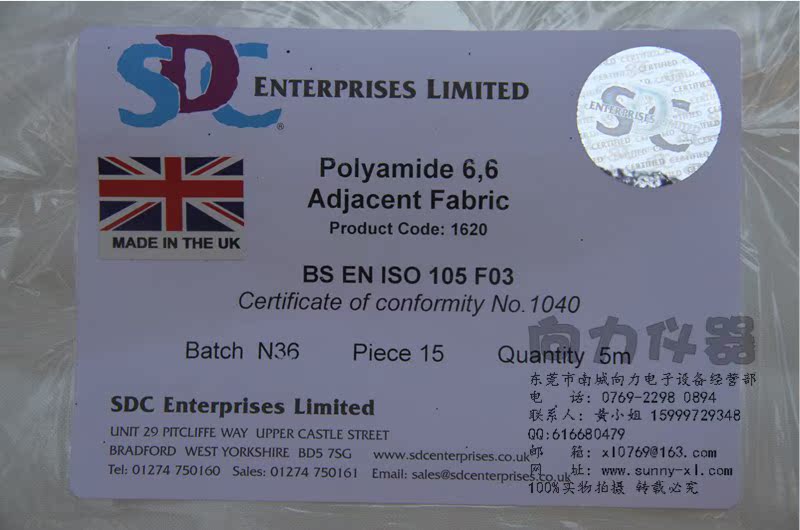 SDC ENTERPRISES LIMITED
®
CERTIFIED
ENTERPRISES
SDC
Polyamide 6,6
Adjacent Fabric
Product Code: 1620
MADE IN THE UK
BS EN ISO 105 F03
Certificate of conformity No.1040
Batch N36 Piece 15 Quantity 5m
向力仪器
东莞市南城向力电子设备经营部
电 话: 0769-2298 0894
联系人: 黄小姐 15999729348
QQ:616680479
邮 箱: xl0769@163.com
网 址: www.sunny-xl.com
100%实物拍摄 转载必究
SDC Enterprises Limited
UNIT 29 PITCLIFFE WAY UPPER CASTLE STREET
BRADFORD WEST YORKSHIRE BD5 7SG www.sdcenterprises.co.uk
Tel: 01274 750160 Sales: 01274 750161 Email: sales@sdcenterprises.co.uk